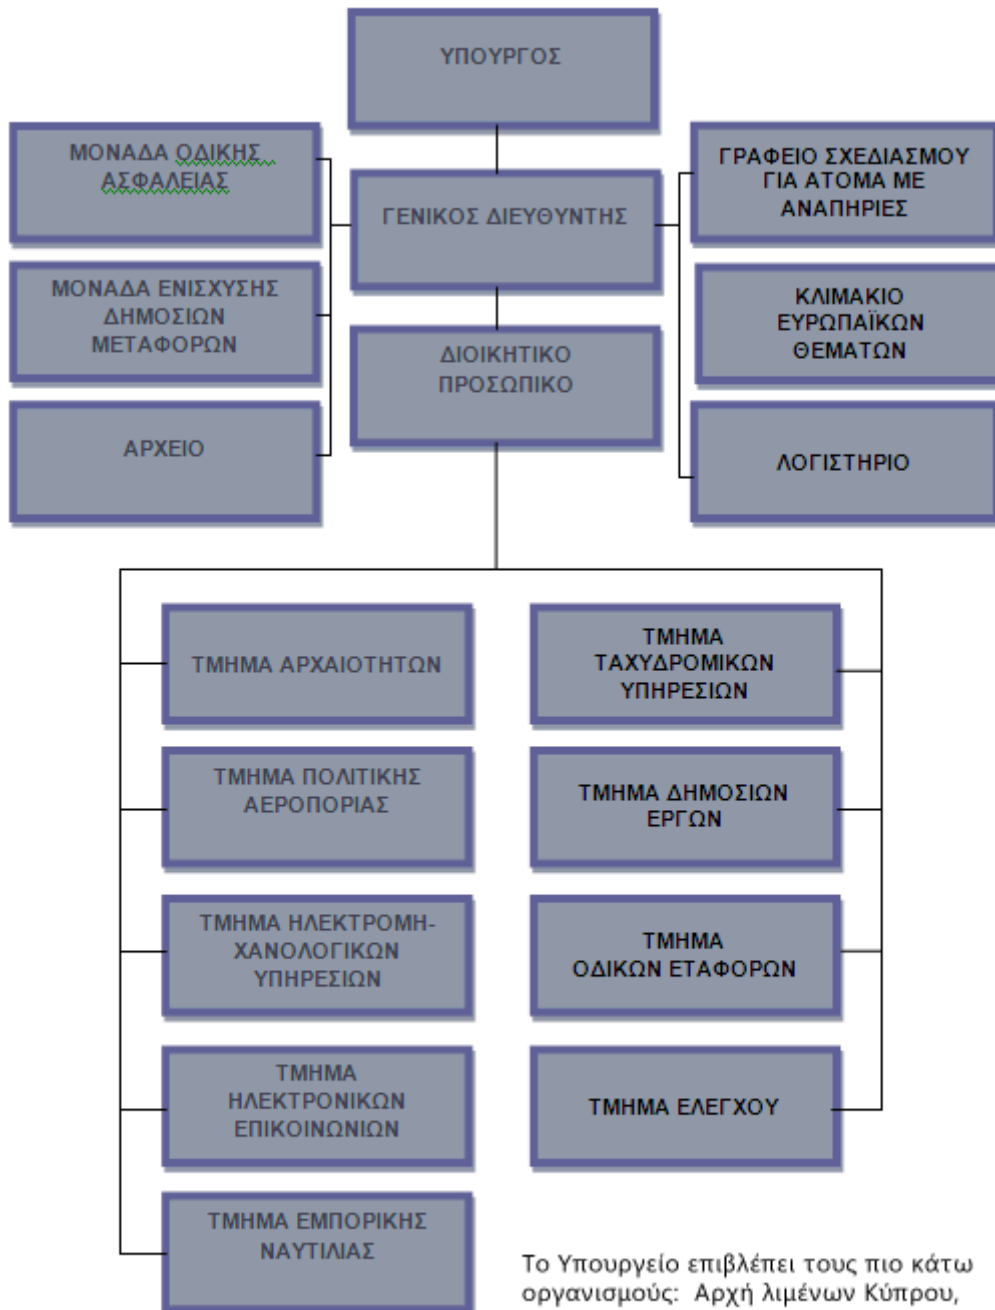 ΥΠΟΥΡΓΟΣ
ΜΟΝΑΔΑ ΟΔΙΚΗΣ
ΑΣΦΑΛΕΙΑΣ
ΓΕΝΙΚΟΣ ΔΙΕΥΘΥΝΤΗΣ
ΓΡΑΦΕΙΟ ΣΧΕΔΙΑΣΜΟΥ
ΓΙΑ ΑΤΟΜΑ ΜΕ
ΑΝΑΠΗΡΙΕΣ
ΜΟΝΑΔΑ ΕΝΙΣΧΥΣΗΣ
ΔΗΜΟΣΙΩΝ
ΜΕΤΑΦΟΡΩΝ
ΚΛΙΜΑΚΙΟ
ΕΥΡΩΠΑΪΚΩΝ
ΘΕΜΑΤΩΝ
ΔΙΟΙΚΗΤΙΚΟ
ΠΡΟΣΩΠΙΚΟ
ΑΡΧΕΙΟ
ΛΟΓΙΣΤΗΡΙΟ
ΤΜΗΜΑ ΑΡΧΑΙΟΤΗΤΩΝ
ΤΜΗΜΑ
ΤΑΧΥΔΡΟΜΙΚΩΝ
ΥΠΗΡΕΣΙΩΝ
ΤΜΗΜΑ ΠΟΛΙΤΙΚΗΣ
ΑΕΡΟΠΟΡΙΑΣ
ΤΜΗΜΑ ΔΗΜΟΣΙΩΝ
ΕΡΓΩΝ
ΤΜΗΜΑ ΗΛΕΚΤΡΟΜΗ-
ΧΑΝΟΛΟΓΙΚΩΝ
ΥΠΗΡΕΣΙΩΝ
ΤΜΗΜΑ
ΟΔΙΚΩΝ ΕΤΑΦΟΡΩΝ
ΤΜΗΜΑ
ΗΛΕΚΤΡΟΝΙΚΩΝ
ΕΠΙΚΟΙΝΩΝΙΩΝ
ΤΜΗΜΑ ΕΛΕΓΧΟΥ
ΤΜΗΜΑ ΕΜΠΟΡΙΚΗΣ
ΝΑΥΤΙΛΙΑΣ
Το Υπουργείο επιβλέπει τους πιο κάτω
οργανισμούς: Αρχή λιμένων Κύπρου,